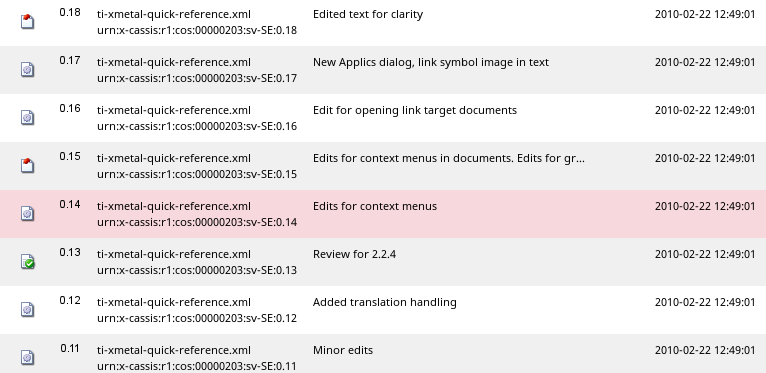 0.18 ti-xmetal-quick-reference.xml Edited text for clarity 2010-02-22 12:49:01
urn:x-cassis:r1:cos:00000203:sv-SE:0.18
0.17 ti-xmetal-quick-reference.xml New Applics dialog, link symbol image in text 2010-02-22 12:49:01
urn:x-cassis:r1:cos:00000203:sv-SE:0.17
0.16 ti-xmetal-quick-reference.xml Edit for opening link target documents 2010-02-22 12:49:01
urn:x-cassis:r1:cos:00000203:sv-SE:0.16
0.15 ti-xmetal-quick-reference.xml Edits for context menus in documents. Edits for gr... 2010-02-22 12:49:01
urn:x-cassis:r1:cos:00000203:sv-SE:0.15
0.14 ti-xmetal-quick-reference.xml Edits for context menus 2010-02-22 12:49:01
urn:x-cassis:r1:cos:00000203:sv-SE:0.14
0.13 ti-xmetal-quick-reference.xml Review for 2.2.4 2010-02-22 12:49:01
urn:x-cassis:r1:cos:00000203:sv-SE:0.13
0.12 ti-xmetal-quick-reference.xml Added translation handling 2010-02-22 12:49:01
urn:x-cassis:r1:cos:00000203:sv-SE:0.12
0.11 ti-xmetal-quick-reference.xml Minor edits 2010-02-22 12:49:01
urn:x-cassis:r1:cos:00000203:sv-SE:0.11